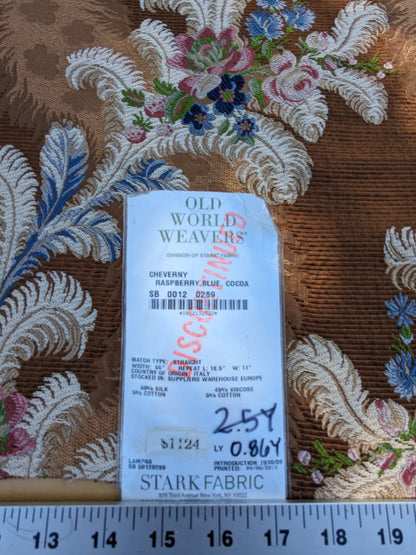 OLD
WORLD
WEAVERS
DIVISION OF STARK FABRIC
CHEVERNY
RASPBERRY,BLUE, COCOA
SB 0012 0269
DISCONTINUED
MATCH TYPE: STRAIGHT
WIDTH: 55" REPEAT L: 18.5" W: 11"
COUNTRY OF ORIGIN: ITALY
STOCKED IN: SUPPLIERS WAREHOUSE EUROPE
50% SILK 40% VISCOSE
5% COTTON 5% COTTON
2.5Y
$1124 LY 0.86Y
LAMPAS INTRODUCTION
SB 00120269 PRINTED:
STARK FABRIC
979 Third Avenue New York, NY 10022
13 14 15 16 17 18 19